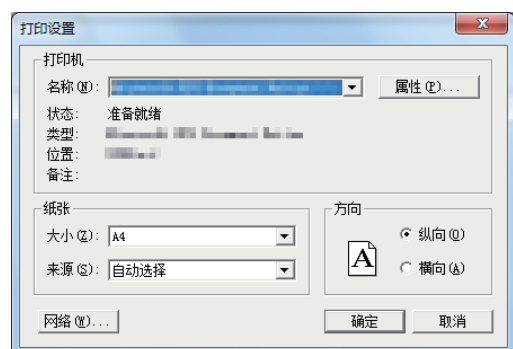 打印设置
打印机
名称(N): 属性(P)...
状态: 准备就绪
类型:
位置:
备注:
纸张
大小(Z): A4
来源(S): 自动选择
方向
A
纵向(O)
横向(A)
网络(W)... 确定 取消